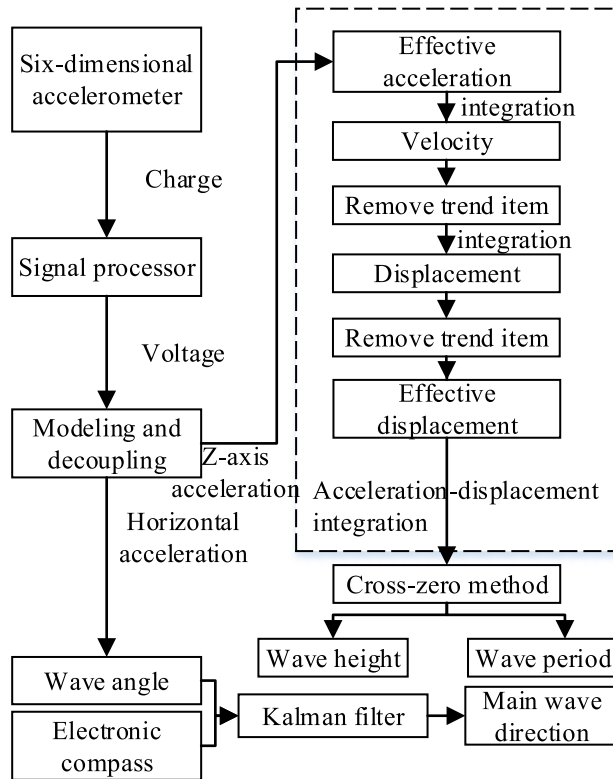 Six-dimensional
accelerometer
Charge
Signal processor
Voltage
Modeling and
decoupling
Z-axis
acceleration
Horizontal
acceleration
Effective
acceleration
integration
Velocity
Remove trend item
integration
Displacement
Remove trend item
Effective
displacement
Acceleration-displacement
integration
Cross-zero method
Wave height
Wave period
Wave angle
Electronic
compass
Kalman filter
Main wave
direction